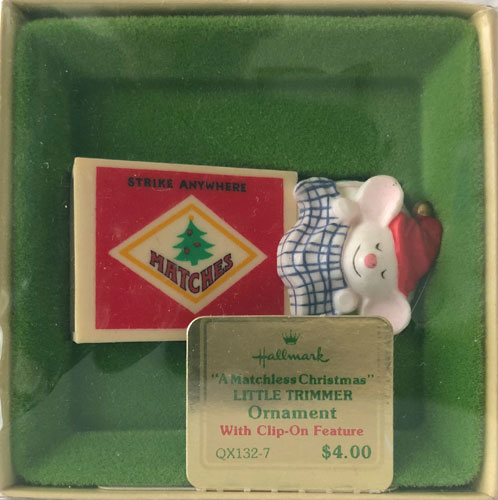 STRIKE ANYWHERE
MATCHES
Hallmark
"A Matchless Christmas"
LITTLE TRIMMER
Ornament
With Clip-On Feature
QX132-7 $4.00